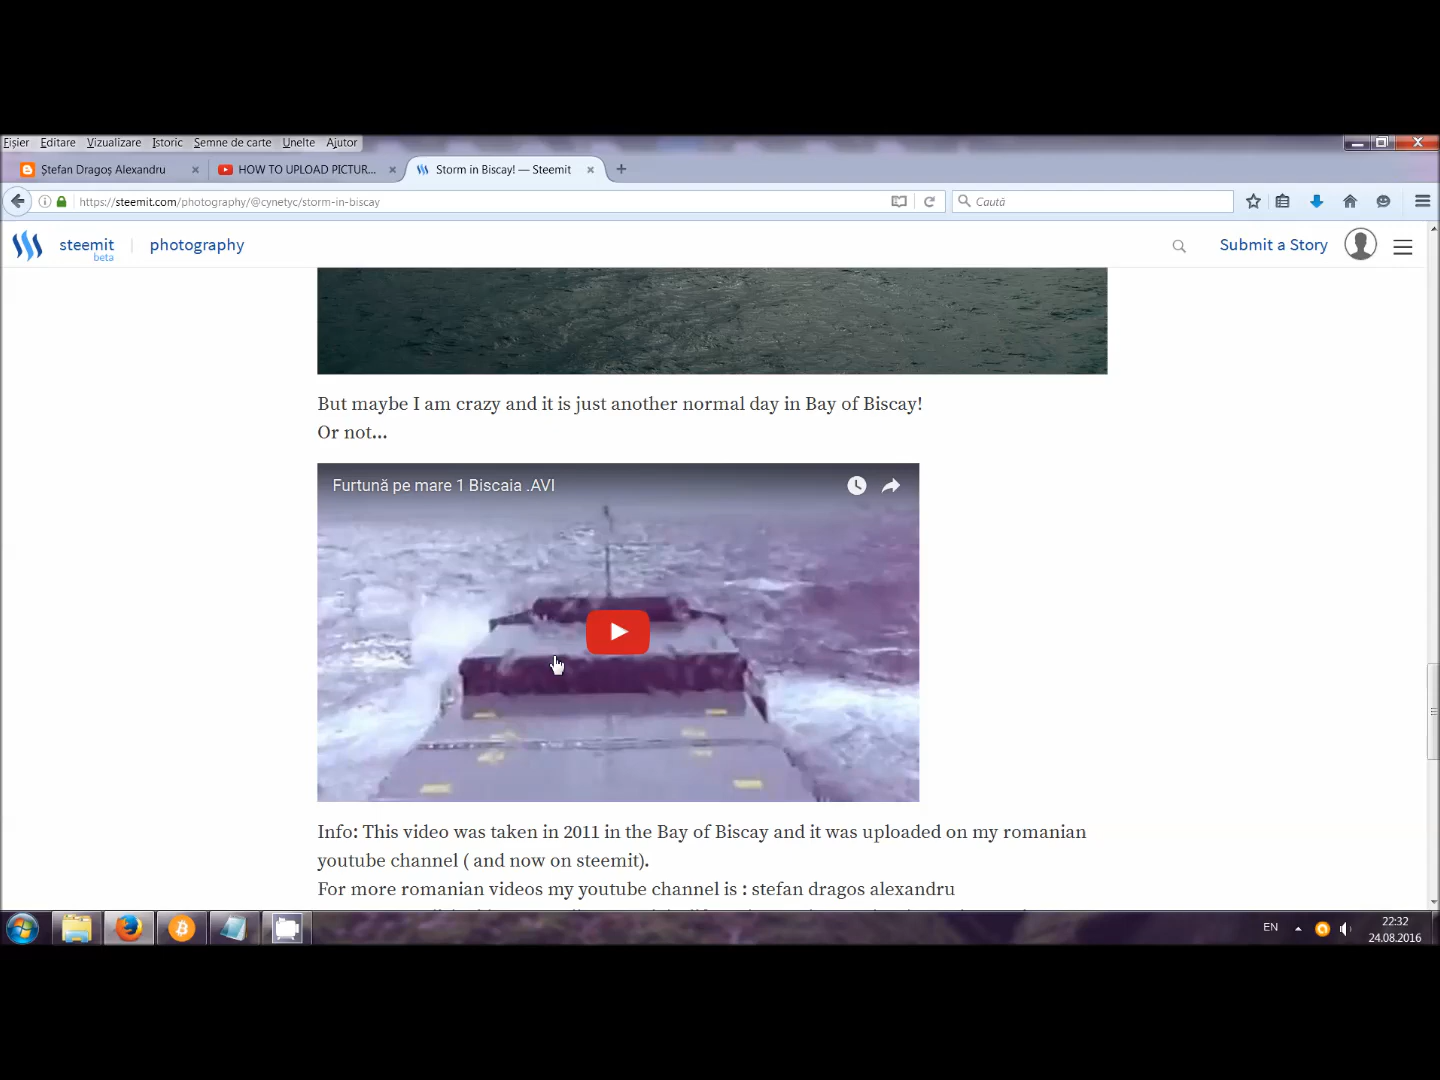 Fișier Editare Vizualizare Istoric Semne de carte Unelte Ajutor
Ștefan Dragoș Alexandru
HOW TO UPLOAD PICTUR...
Storm in Biscay! — Steemit
https://steemit.com/photography/@cynetyc/storm-in-biscay
Caută
steemit
beta
photography
Submit a Story
But maybe I am crazy and it is just another normal day in Bay of Biscay!
Or not...
Furtună pe mare 1 Biscaia .AVI
Info: This video was taken in 2011 in the Bay of Biscay and it was uploaded on my romanian
youtube channel ( and now on steemit).
For more romanian videos my youtube channel is : stefan dragos alexandru
EN
22:32
24.08.2016